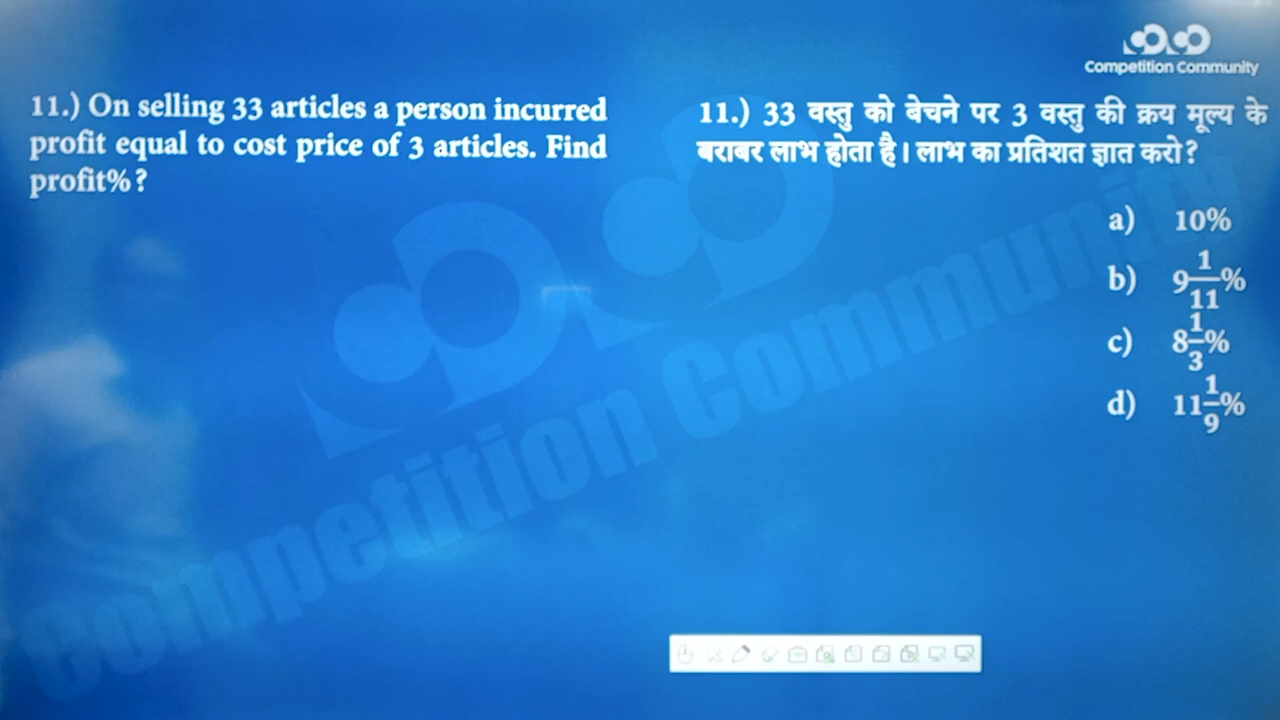 Competition Community
11.) On selling 33 articles a person incurred
profit equal to cost price of 3 articles. Find
profit%?
11.) 33 वस्तु को बेचने पर 3 वस्तु की क्रय मूल्य के
बराबर लाभ होता है। लाभ का प्रतिशत ज्ञात करो?
a) 10%
b) 9 1/11 %
c) 8 1/3 %
d) 11 1/9 %
Competition Community